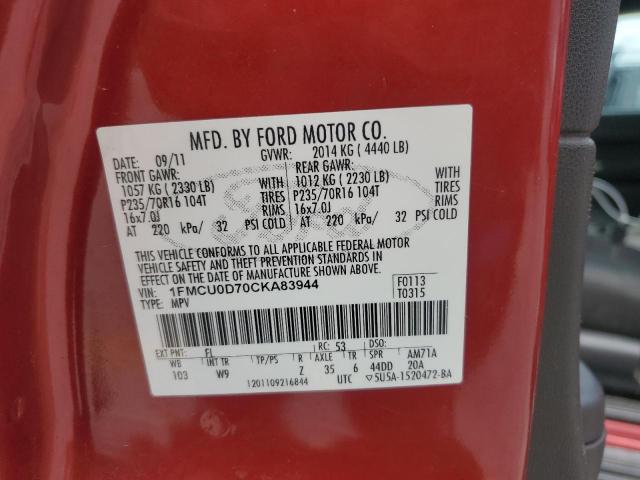 MFD. BY FORD MOTOR CO.
DATE: 09/11 GVWR: 2014 KG ( 4440 LB)
FRONT GAWR: REAR GAWR:
1057 KG ( 2330 LB) WITH 1012 KG ( 2230 LB) WITH
P235/70R16 104T TIRES P235/70R16 104T TIRES
16x7.0J RIMS 16x7.0J RIMS
AT 220 kPa/ 32 PSI COLD AT 220 kPa/ 32 PSI COLD
THIS VEHICLE CONFORMS TO ALL APPLICABLE FEDERAL MOTOR
VEHICLE SAFETY AND THEFT PREVENTION STANDARDS IN
EFFECT ON THE DATE OF MANUFACTURE SHOWN ABOVE.
VIN: 1FMCU0D70CKA83944 F0113
TYPE: MPV T0315
EXT PNT: FL RC: 53 DSO:
WB INT TR TP/PS R AXLE TR SPR AM71A
103 W9 Z 35 6 44DD 20A
1201109216844 UTC ▽5U5A-1520472-BA